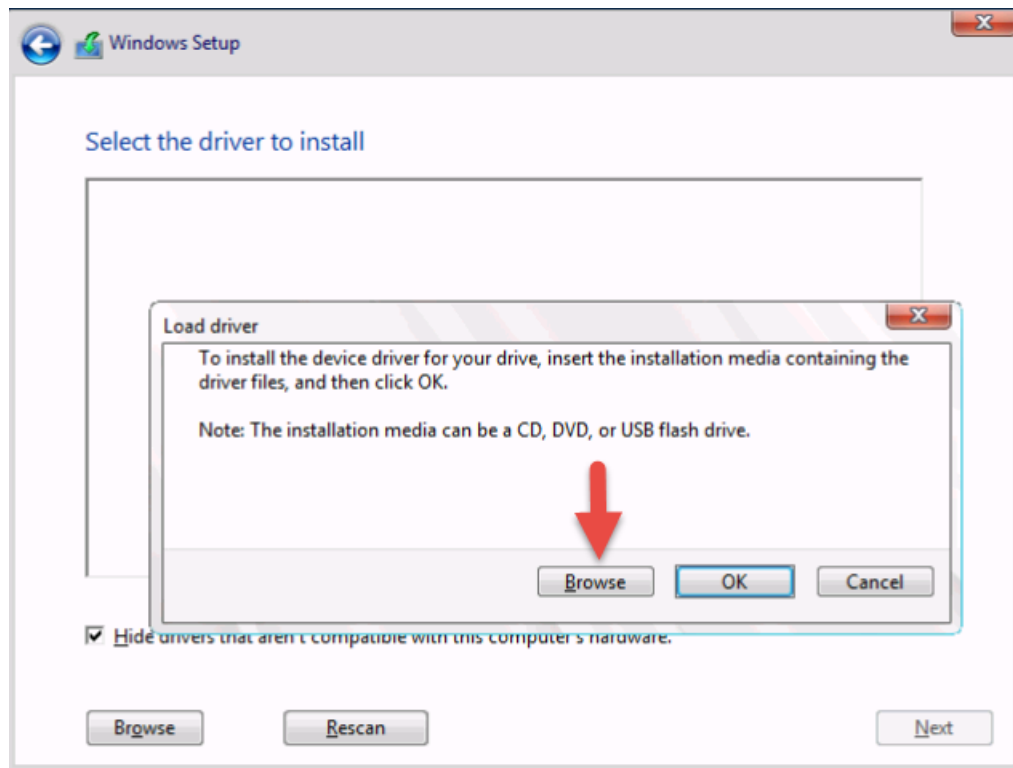 Windows Setup
Select the driver to install
Load driver
To install the device driver for your drive, insert the installation media containing the
driver files, and then click OK.
Note: The installation media can be a CD, DVD, or USB flash drive.
Browse
OK
Cancel
Hide drivers that aren't compatible with this computer's hardware.
Browse
Rescan
Next